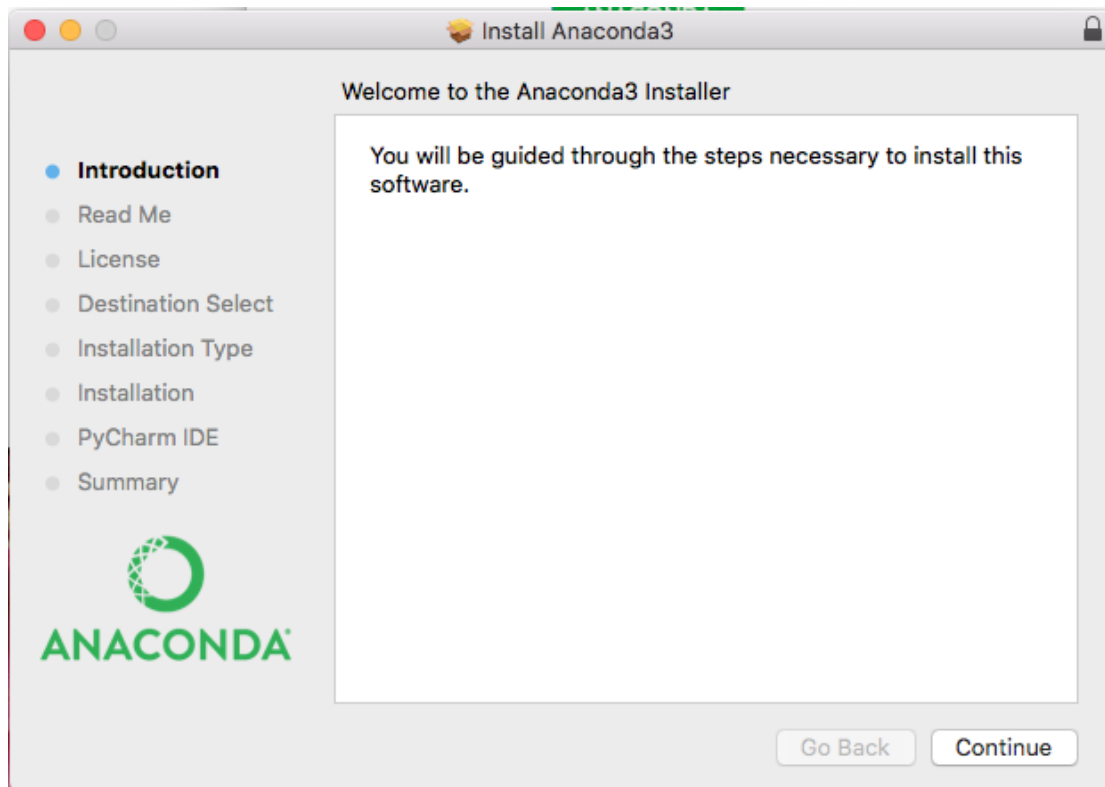 Install Anaconda3
Welcome to the Anaconda3 Installer
Introduction
Read Me
License
Destination Select
Installation Type
Installation
PyCharm IDE
Summary
You will be guided through the steps necessary to install this
software.
ANACONDA
Go Back
Continue